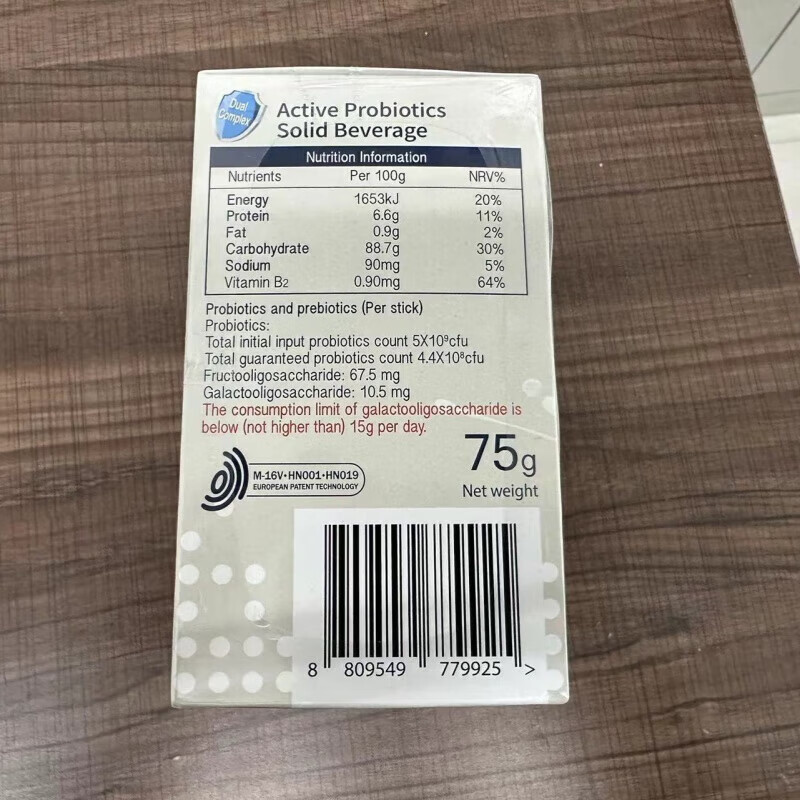 Dual
Complex
Active Probiotics
Solid Beverage
Nutrition Information
Nutrients Per 100g NRV%
Energy 1653kJ 20%
Protein 6.6g 11%
Fat 0.9g 2%
Carbohydrate 88.7g 30%
Sodium 90mg 5%
Vitamin B2 0.90mg 64%
Probiotics and prebiotics (Per stick)
Probiotics:
Total initial input probiotics count 5X10⁹cfu
Total guaranteed probiotics count 4.4X10⁸cfu
Fructooligosaccharide: 67.5 mg
Galactooligosaccharide: 10.5 mg
The consumption limit of galactooligosaccharide is
below (not higher than) 15g per day.
75g
Net weight
M-16V•HN001•HN019
EUROPEAN PATENT TECHNOLOGY
8 809549 779925 >